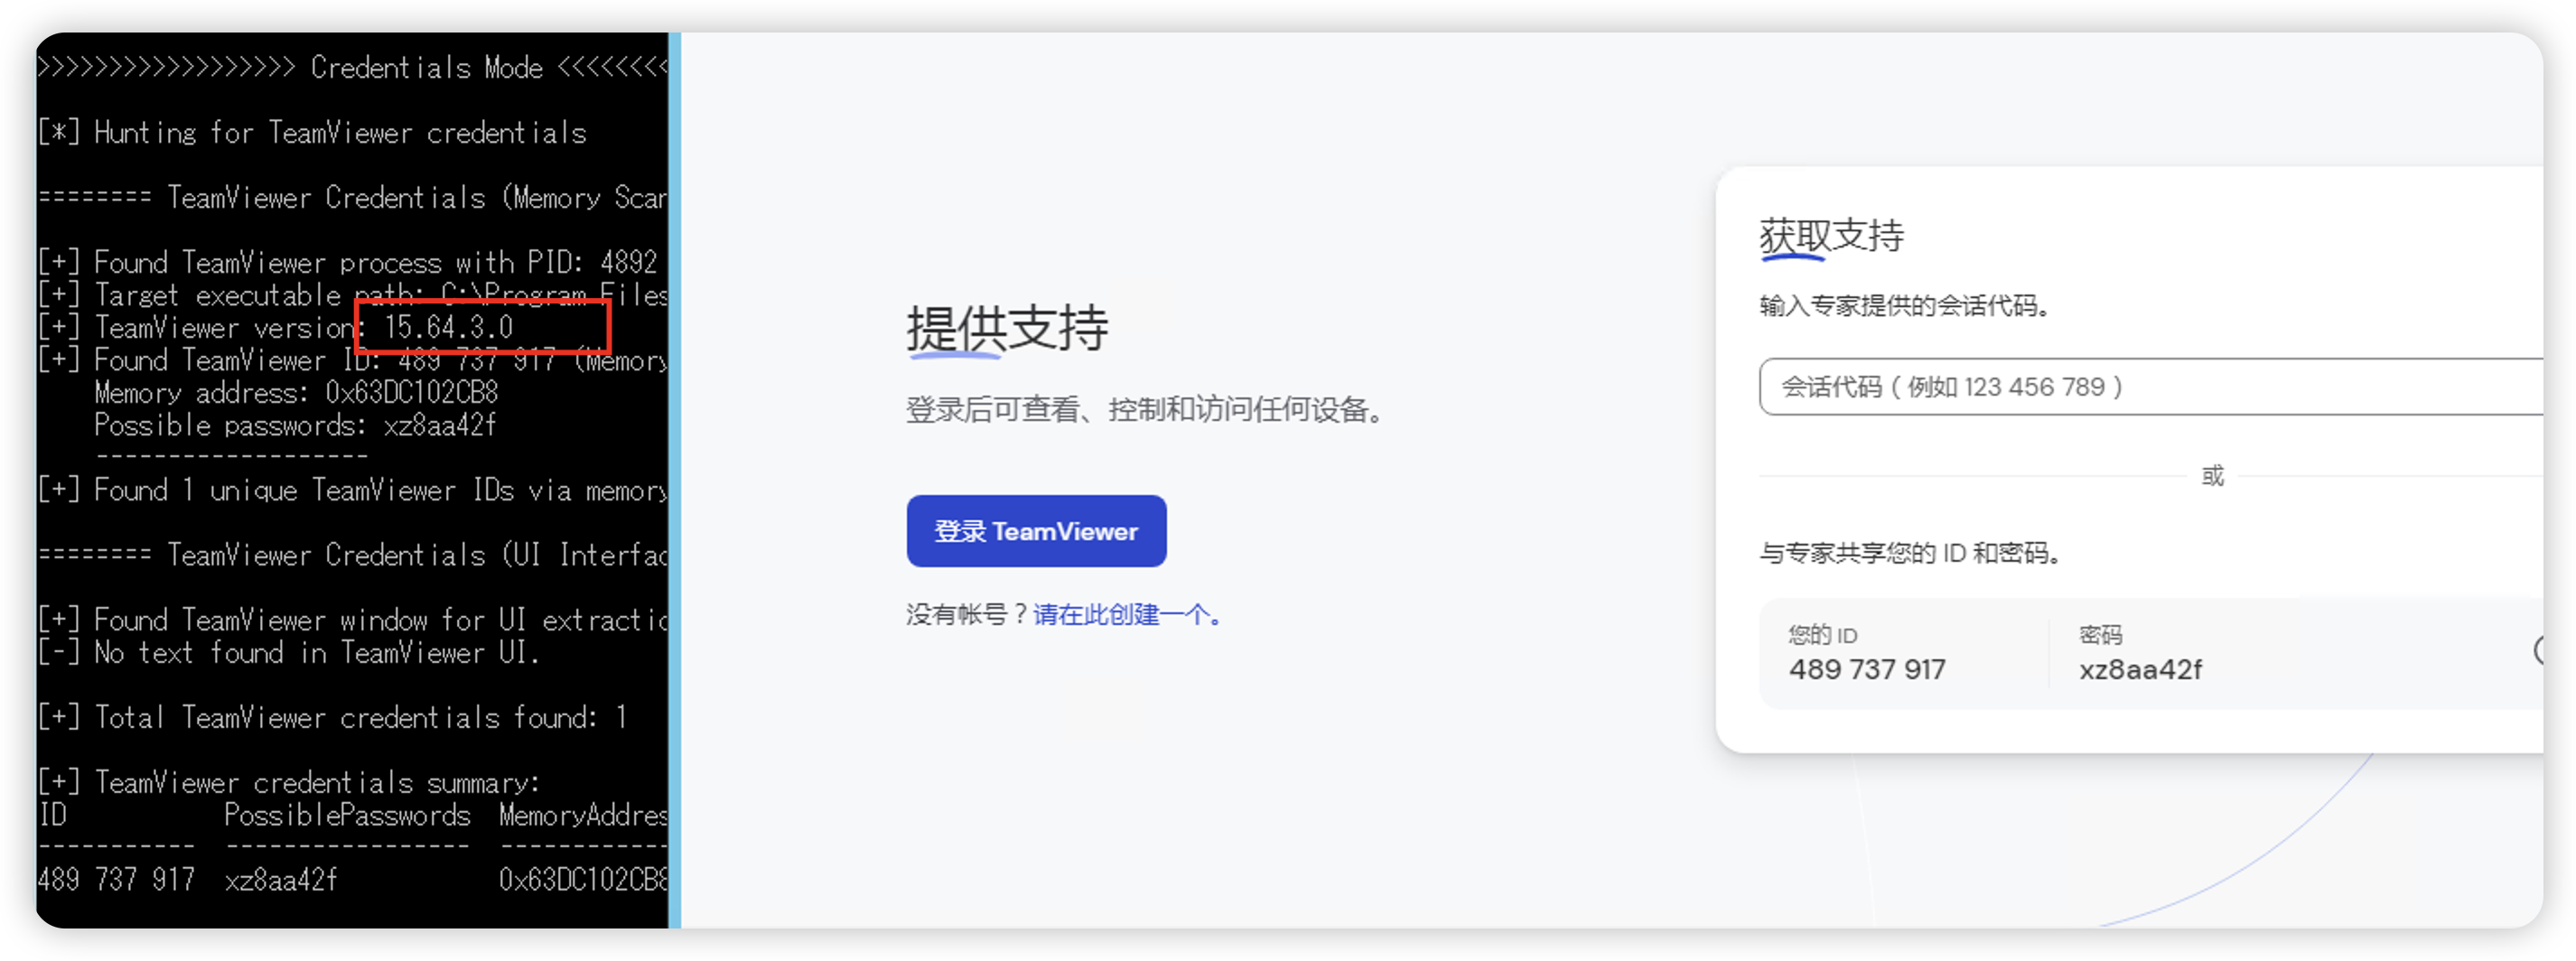 >>>>>>>>>>>>>>>>>> Credentials Mode <<<<<<<<
[*] Hunting for TeamViewer credentials
======== TeamViewer Credentials (Memory Scan
[+] Found TeamViewer process with PID: 4892
[+] Target executable path: C:\Program Files
[+] TeamViewer version: 15.64.3.0
[+] Found TeamViewer ID: 489 737 917 (Memory
Memory address: 0x63DC102CB8
Possible passwords: xz8aa42f
-------------------
[+] Found 1 unique TeamViewer IDs via memory
======== TeamViewer Credentials (UI Interfac
[+] Found TeamViewer window for UI extractio
[-] No text found in TeamViewer UI.
[+] Total TeamViewer credentials found: 1
[+] TeamViewer credentials summary:
ID PossiblePasswords MemoryAddres
----------- ----------------- ------------
489 737 917 xz8aa42f 0x63DC102CB8
提供支持
登录后可查看、控制和访问任何设备。
登录 TeamViewer
没有帐号？请在此创建一个。
获取支持
输入专家提供的会话代码。
会话代码（例如 123 456 789）
或
与专家共享您的 ID 和密码。
您的 ID
489 737 917
密码
xz8aa42f